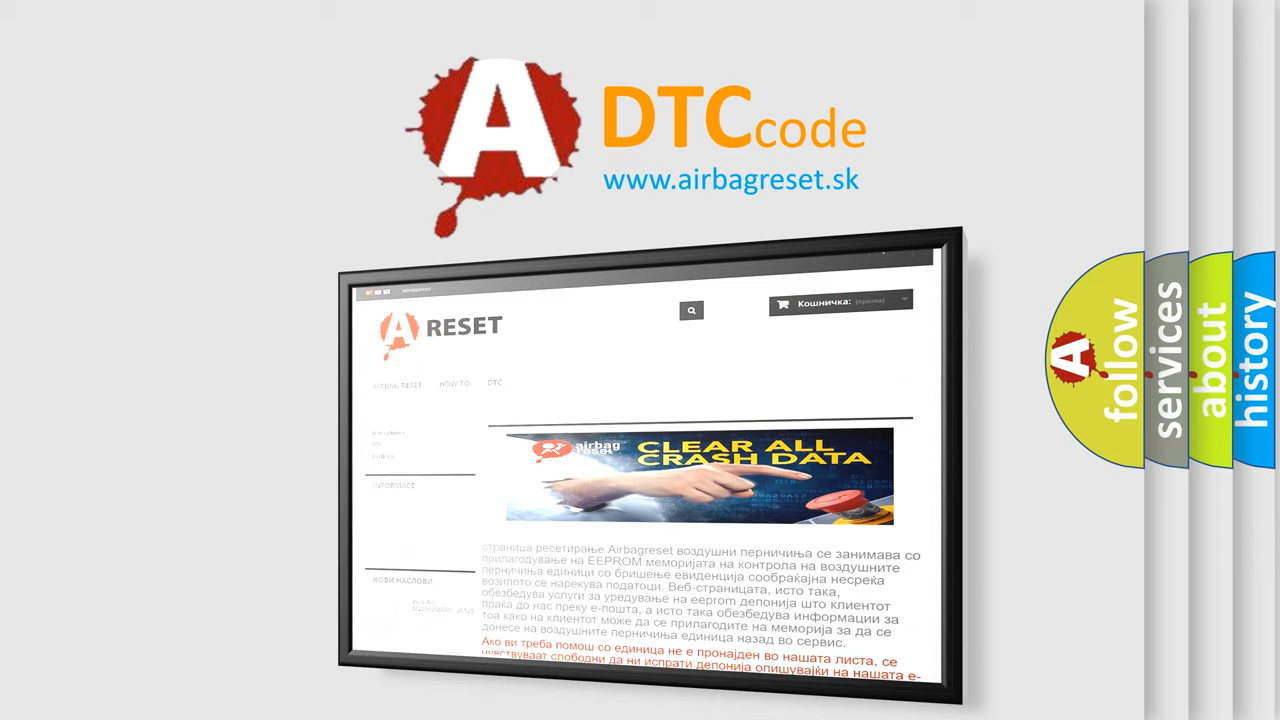 A DTCcode
www.airbagreset.sk
Кошничка: (празна)
A RESET
AIRBAG RESET HOW TO DTC
airbag reset CLEAR ALL CRASH DATA
INFORMACE
страница ресетирање Airbagreset воздушни перничиња се занимава со
прилагодување на EEPROM меморијата на контрола на воздушните
перничиња единици со бришење евиденција сообраќајна несреќа
возилото се нарекува податоци. Веб-страницата, исто така,
обезбедува услуги за уредување на eeprom депонија што клиентот
праќа до нас преку е-пошта, а исто така обезбедува информации за
тоа како на клиентот може да се прилагодите на меморија за да се
донесе на воздушните перничиња единица назад во сервис.
НОВИ НАСЛОВИ
Ако ви треба помош со единица не е пронајден во нашата листа, се
чувствуваат слободни да ни испрати депонија опишувајќи на нашата е-
A follow
services
about
history